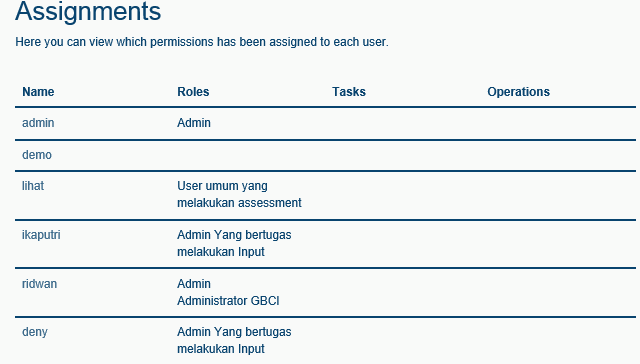 Assignments
Here you can view which permissions has been assigned to each user.
Name Roles Tasks Operations
admin Admin
demo
lihat User umum yang
melakukan assessment
ikaputri Admin Yang bertugas
melakukan Input
ridwan Admin
Administrator GBCI
deny Admin Yang bertugas
melakukan Input